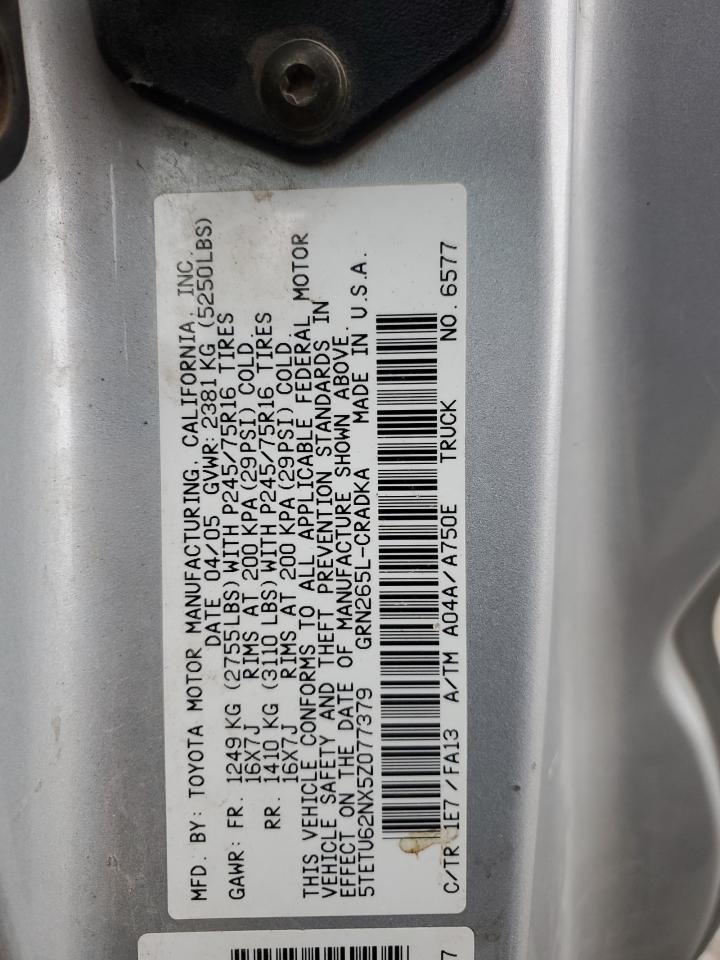 MFD. BY: TOYOTA MOTOR MANUFACTURING, CALIFORNIA, INC.
DATE 04/05 GVWR: 2381 KG (5250LBS)
GAWR: FR. 1249 KG (2755LBS) WITH P245/75R16 TIRES
16X7J RIMS AT 200 KPA (29PSI) COLD.
RR. 1410 KG (3110 LBS) WITH P245/75R16 TIRES
16X7J RIMS AT 200 KPA (29PSI) COLD.
THIS VEHICLE CONFORMS TO ALL APPLICABLE FEDERAL MOTOR
VEHICLE SAFETY AND THEFT PREVENTION STANDARDS IN
EFFECT ON THE DATE OF MANUFACTURE SHOWN ABOVE.
5TETU62NX5Z077379 GRN265L-CRADKA MADE IN U.S.A.
C/TR 1E7/FA13 A/TM A04A/A750E TRUCK NO. 6577
7